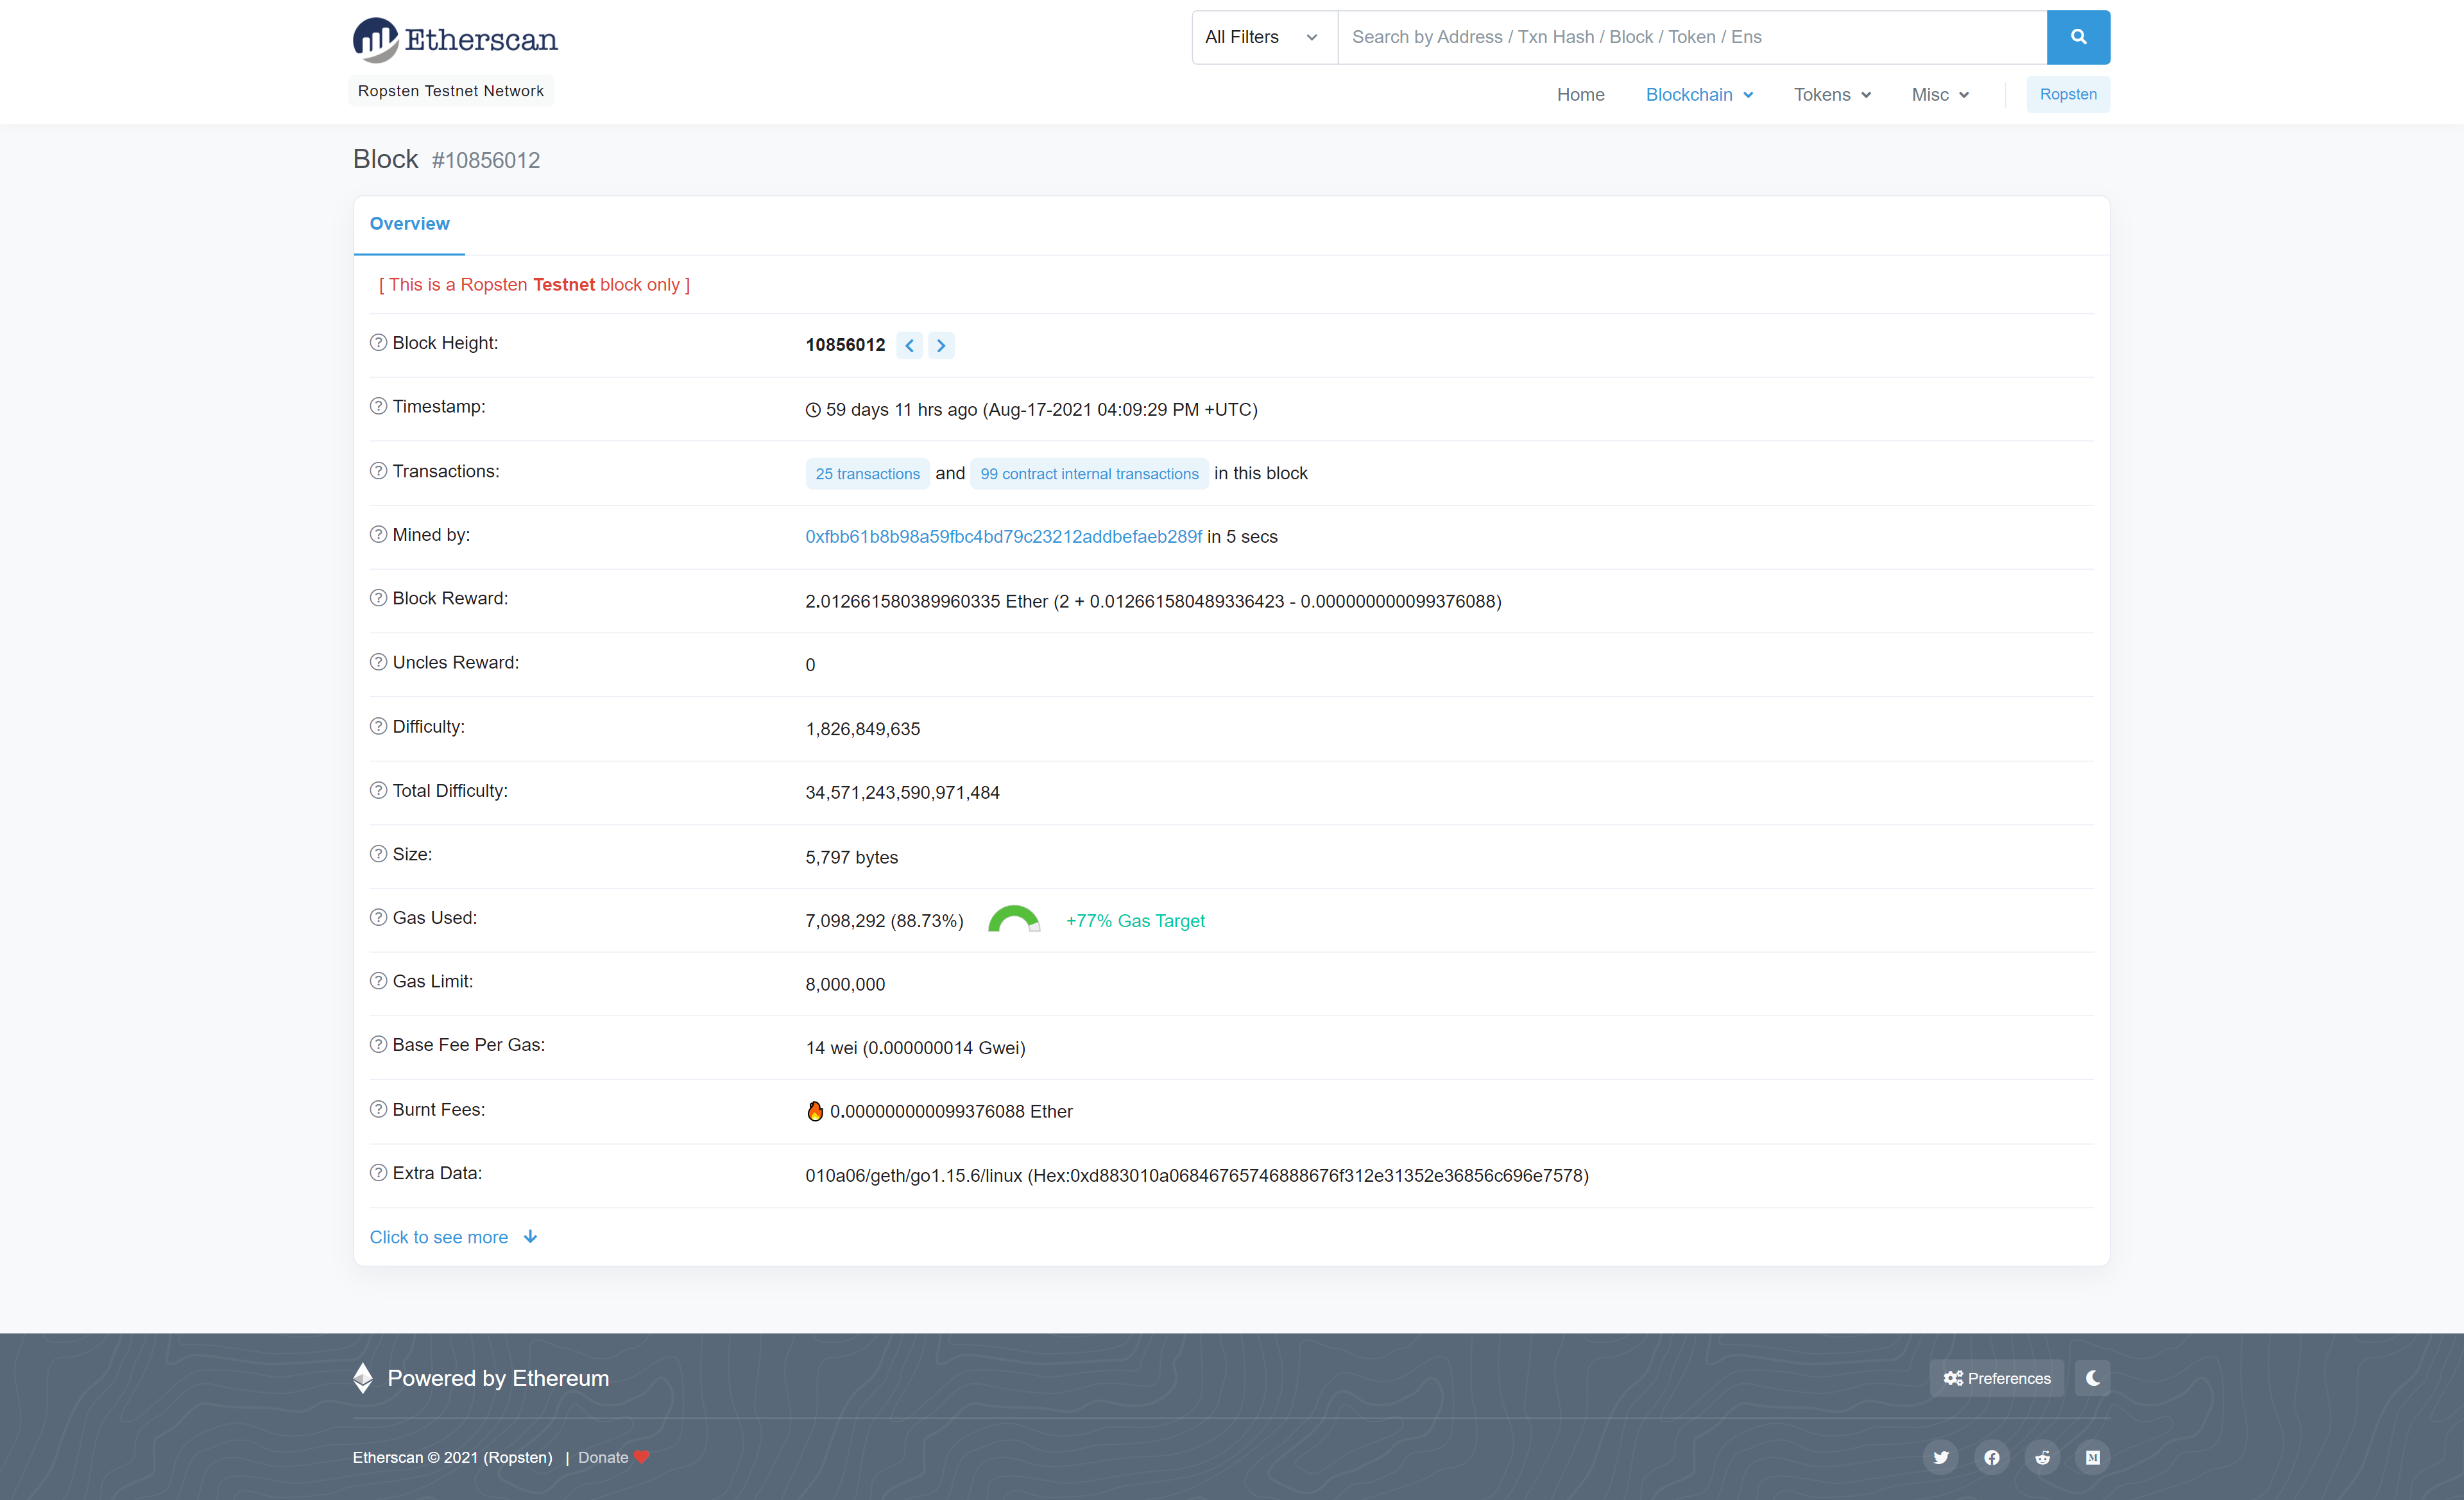 Etherscan
All Filters
Search by Address / Txn Hash / Block / Token / Ens
Ropsten Testnet Network
Home Blockchain Tokens Misc Ropsten
Block #10856012
Overview
[ This is a Ropsten Testnet block only ]
? Block Height: 10856012
? Timestamp: 59 days 11 hrs ago (Aug-17-2021 04:09:29 PM +UTC)
? Transactions: 25 transactions and 99 contract internal transactions in this block
? Mined by: 0xfbb61b8b98a59fbc4bd79c23212addbefaeb289f in 5 secs
? Block Reward: 2.012661580389960335 Ether (2 + 0.012661580489336423 - 0.000000000099376088)
? Uncles Reward: 0
? Difficulty: 1,826,849,635
? Total Difficulty: 34,571,243,590,971,484
? Size: 5,797 bytes
? Gas Used: 7,098,292 (88.73%) +77% Gas Target
? Gas Limit: 8,000,000
? Base Fee Per Gas: 14 wei (0.000000014 Gwei)
? Burnt Fees: 0.000000000099376088 Ether
? Extra Data: 010a06/geth/go1.15.6/linux (Hex:0xd883010a06846765746888676f312e31352e36856c696e7578)
Click to see more
Powered by Ethereum
Preferences
Etherscan © 2021 (Ropsten) | Donate